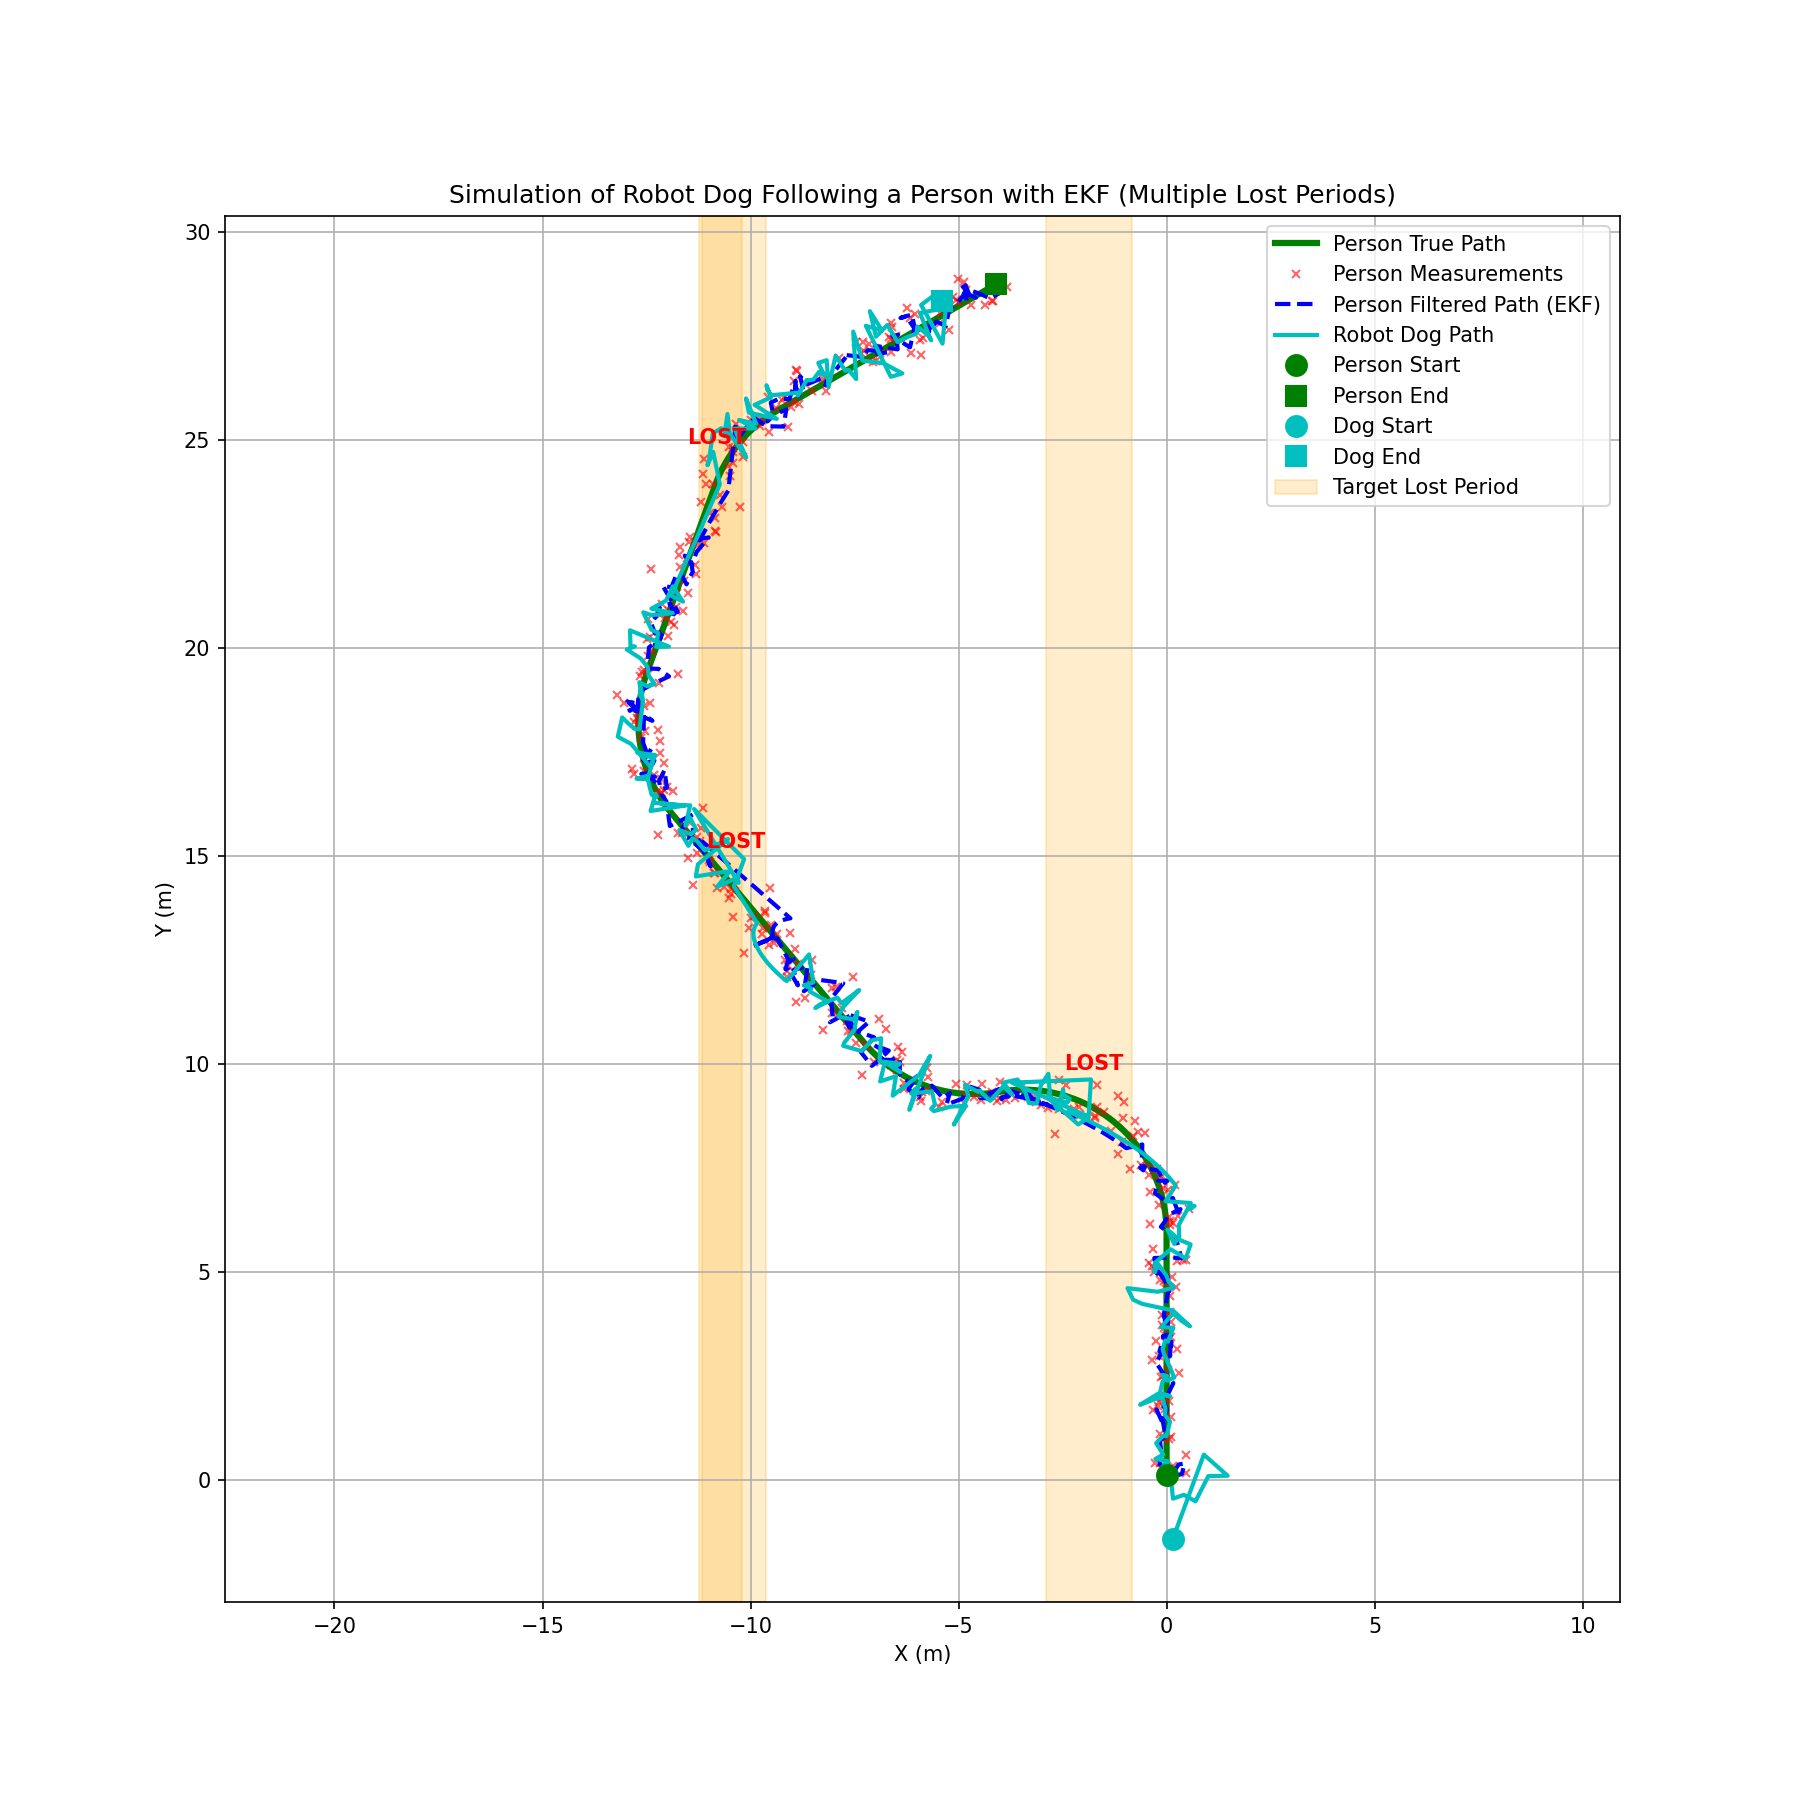 Simulation of Robot Dog Following a Person with EKF (Multiple Lost Periods)
Person True Path
Person Measurements
Person Filtered Path (EKF)
Robot Dog Path
Person Start
Person End
Dog Start
Dog End
Target Lost Period
LOST
LOST
LOST
Y (m)
30
25
20
15
10
5
0
−20
−15
−10
−5
0
5
10
X (m)